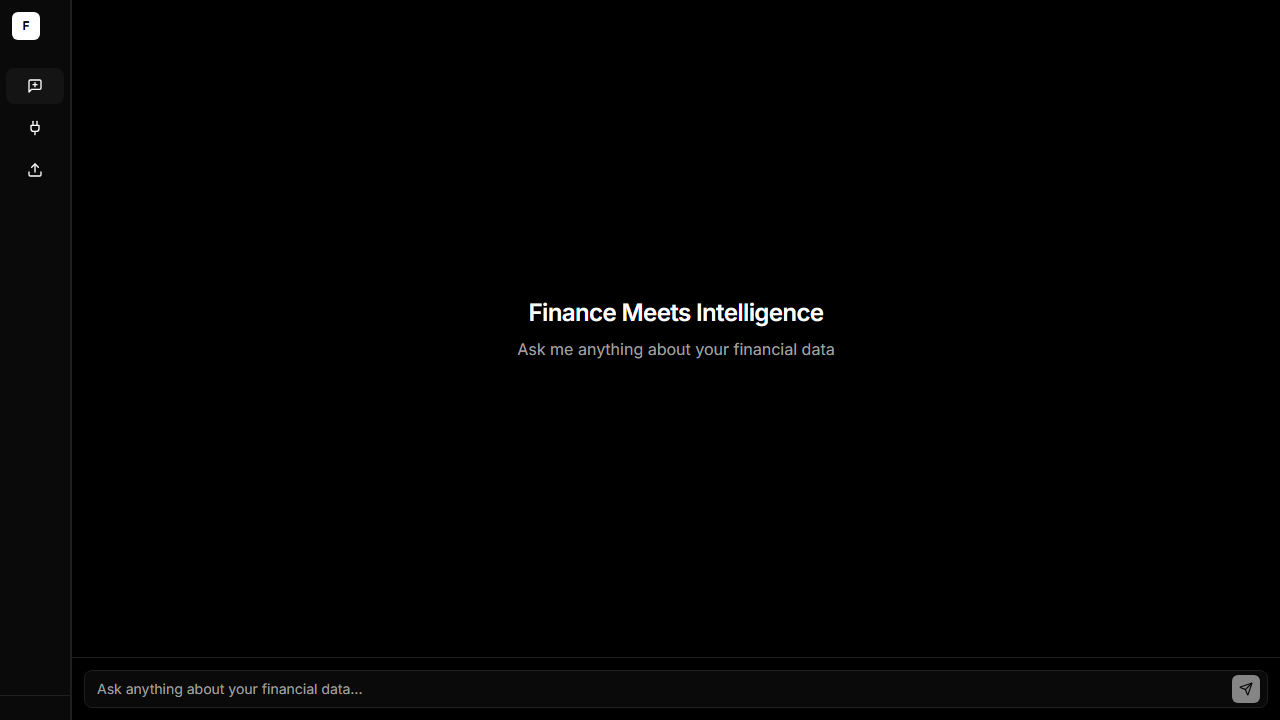 F
Finance Meets Intelligence
Ask me anything about your financial data
Ask anything about your financial data...